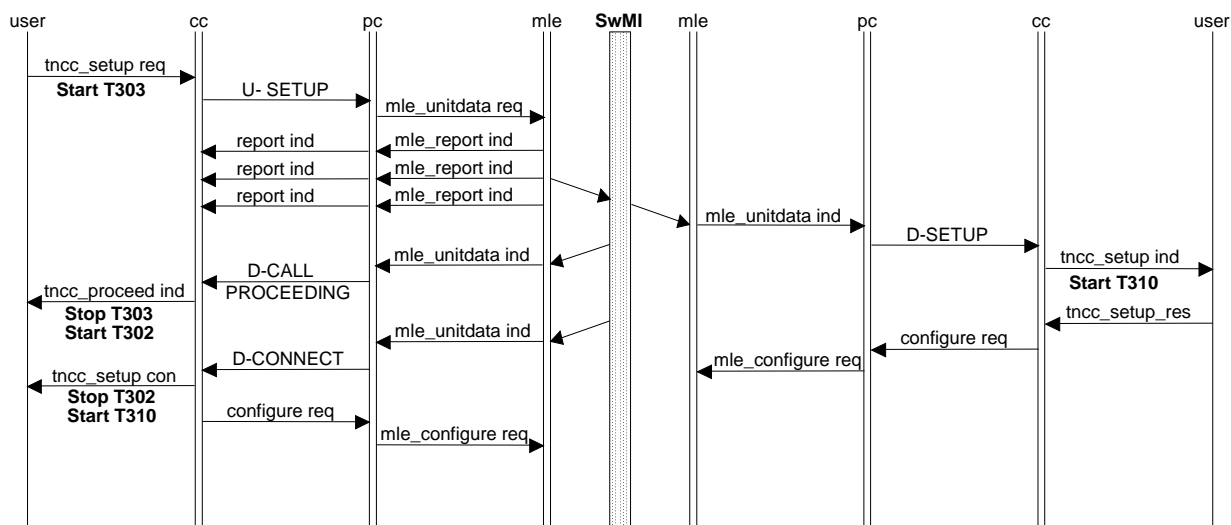 user cc pc mle SwMI mle pc cc user
tncc_setup req
Start T303
U- SETUP
mle_unitdata req
report ind mle_report ind
report ind mle_report ind
report ind mle_report ind
mle_unitdata ind
D-SETUP
tncc_setup ind
Start T310
mle_unitdata ind
D-CALL
PROCEEDING
tncc_proceed ind
Stop T303
Start T302
tncc_setup_res
configure req
mle_configure req
mle_unitdata ind
D-CONNECT
tncc_setup con
Stop T302
Start T310
configure req
mle_configure req